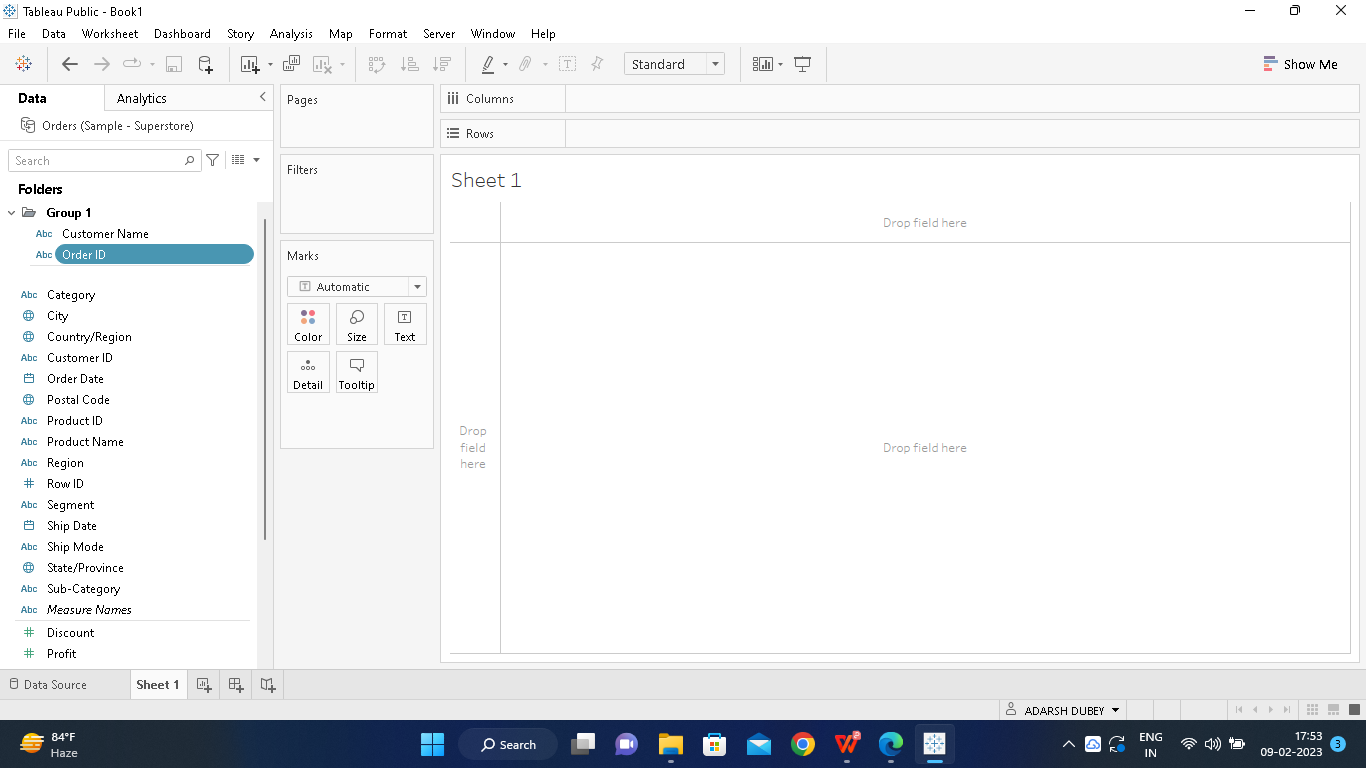 Tableau Public - Book1
File Data Worksheet Dashboard Story Analysis Map Format Server Window Help
Standard
Show Me
Data Analytics
Orders (Sample - Superstore)
Search
Folders
Group 1
Abc Customer Name
Abc Order ID
Abc Category
City
Country/Region
Abc Customer ID
Order Date
Postal Code
Abc Product ID
Abc Product Name
Abc Region
# Row ID
Abc Segment
Ship Date
Abc Ship Mode
State/Province
Abc Sub-Category
Abc Measure Names
# Discount
# Profit
Pages
Filters
Marks
T Automatic
Color Size Text
Detail Tooltip
Columns
Rows
Sheet 1
Drop field here
Drop
field
here
Drop field here
Data Source Sheet 1
ADARSH DUBEY
84°F
Haze
Search
ENG
IN
17:53
09-02-2023
3